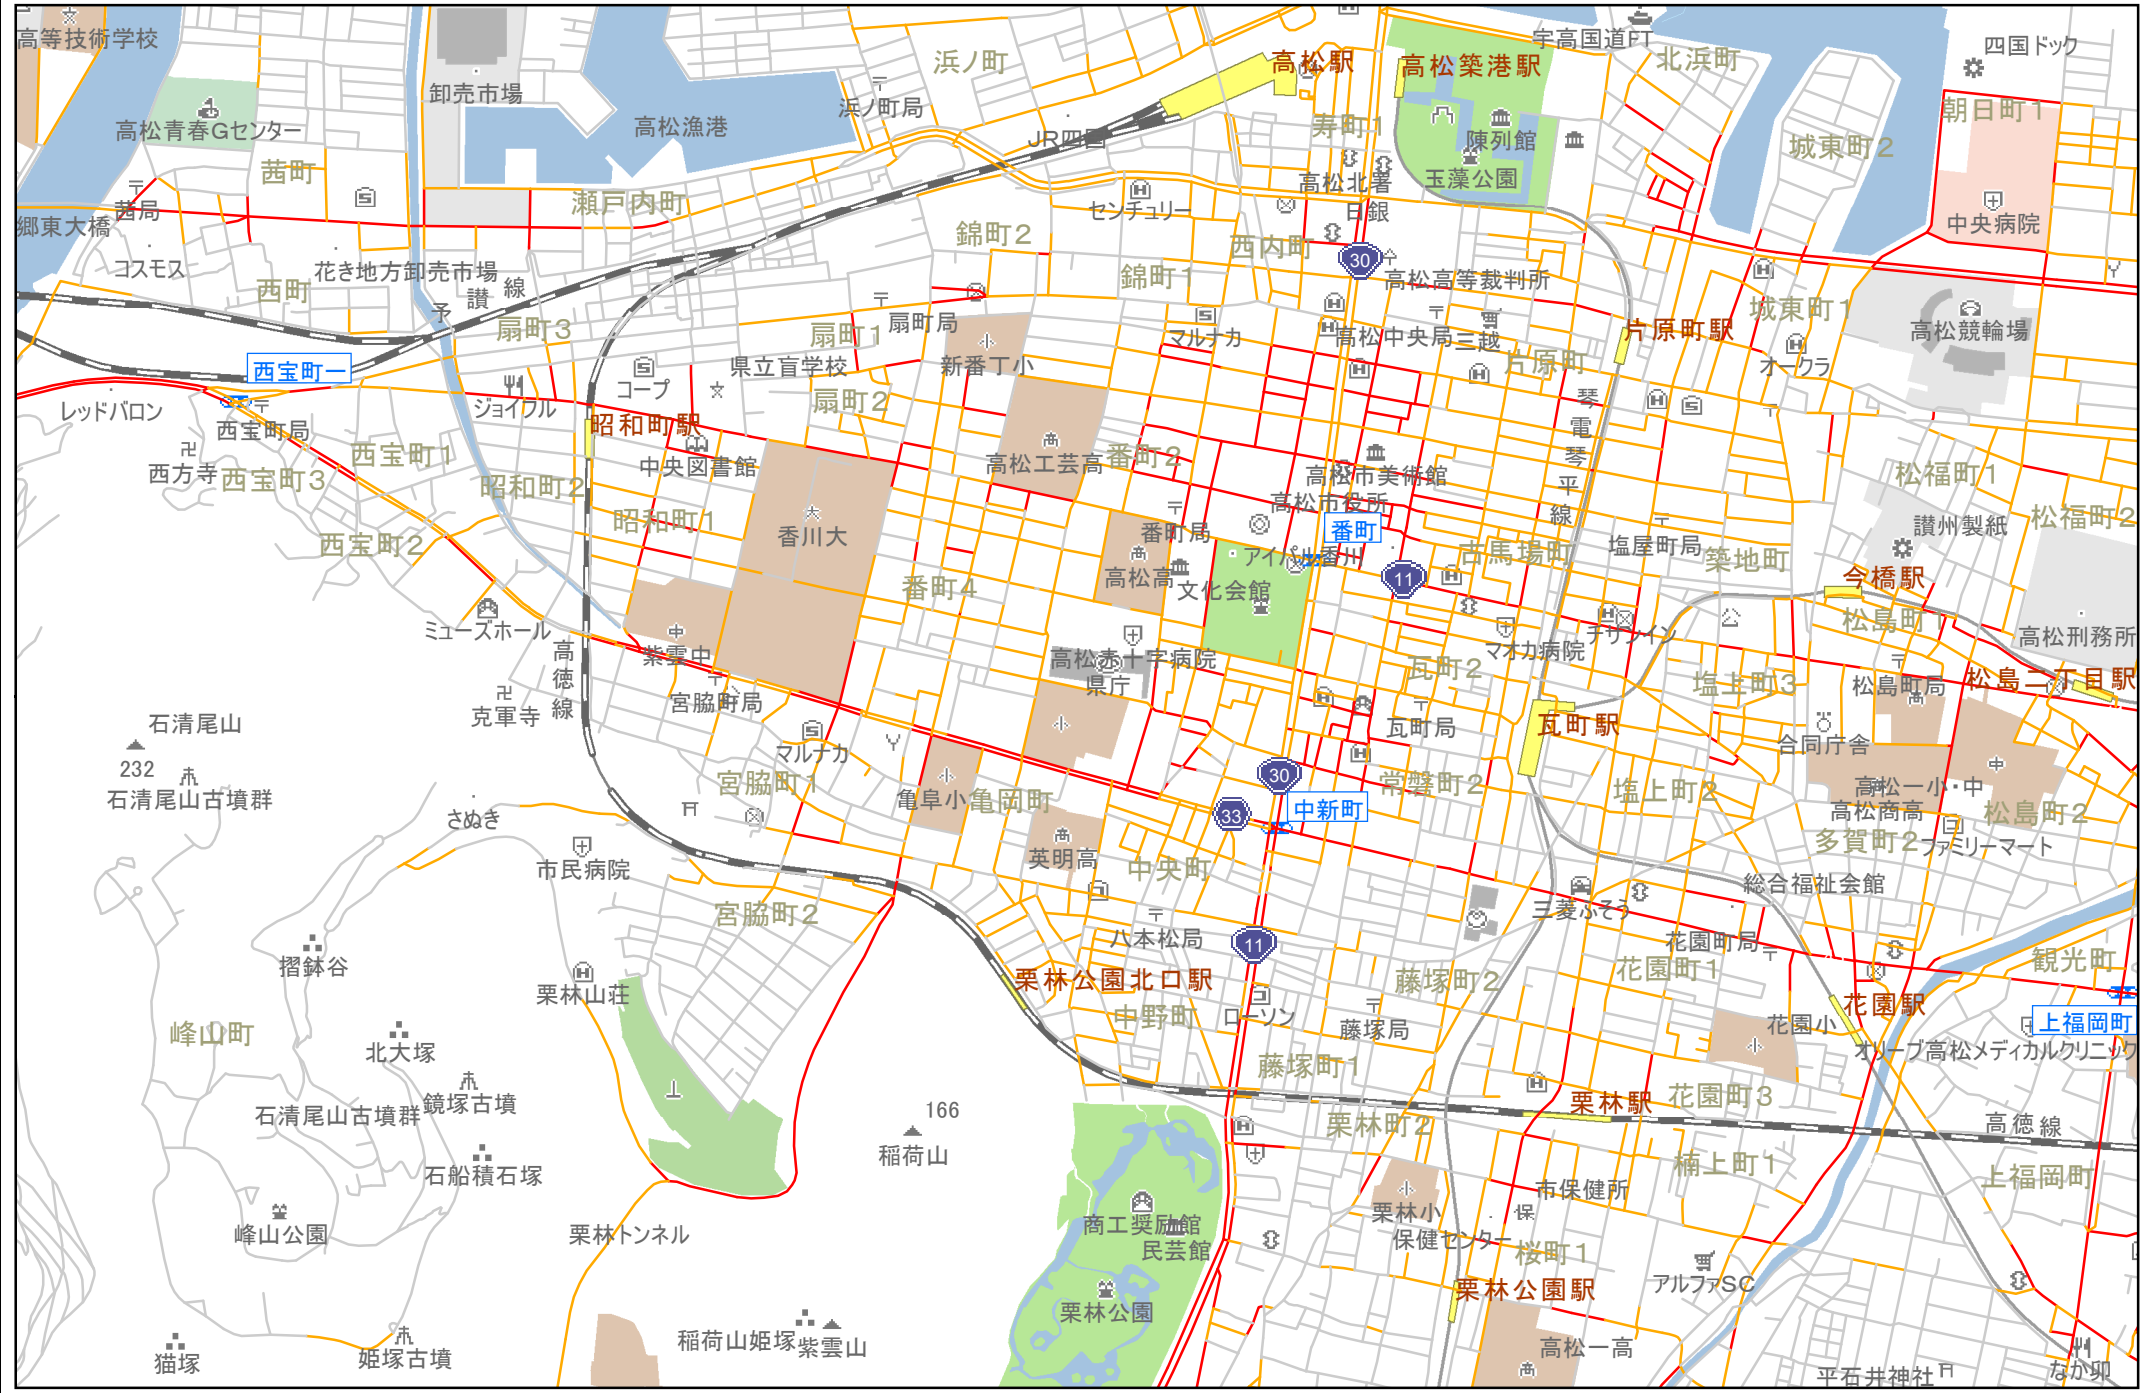 高等技術学校
卸売市場
浜ノ町
高松駅
高松築港駅
宇高国道FT
北浜町
四国ドック
高松青春Gセンター
高松漁港
浜ノ町局
JR四国
寿町1
陳列館
城東町2
朝日町1
茜町
茜局
瀬戸内町
センチュリー
高松北署
日銀
玉藻公園
中央病院
郷東大橋
コスモス
花き地方卸売市場
西町
錦町2
錦町1
西内町
30
高松高等裁判所
予
讃
線
扇町3
扇町1
扇町局
マルナカ
高松中央局
三越
片原町
片原町駅
城東町1
オークラ
高松競輪場
西宝町一
レッドバロン
西宝町局
ジョイフル
コープ
県立盲学校
新番丁小
扇町2
昭和町駅
中央図書館
西方寺
西宝町3
西宝町1
西宝町2
昭和町2
昭和町1
香川大
高松工芸高
番町2
番町局
高松市美術館
高松市役所
番町
琴
電
琴
平
線
松福町1
松福町2
讃州製紙
アイパル香川
11
古馬場町
塩屋町局
築地町
今橋駅
松島町1
高松刑務所
番町4
高松高
文化会館
ミューズホール
紫雲中
宮脇町局
高松赤十字病院
県庁
マオカ病院
チサンイン
瓦町2
瓦町局
瓦町駅
塩上町3
松島町局
松島二丁目駅
高
徳
線
克軍寺
石清尾山
232
石清尾山古墳群
さぬき
マルナカ
宮脇町1
亀阜小
亀岡町
英明高
30
33
中新町
常磐町2
塩上町2
合同庁舎
高松一小・中
高松商高
松島町2
多賀町2
ファミリーマート
市民病院
宮脇町2
中央町
八本松局
11
三菱ふそう
総合福祉会館
花園町局
花園町1
観光町
摺鉢谷
栗林山荘
栗林公園北口駅
中野町
ローソン
藤塚町2
藤塚局
藤塚町1
花園駅
花園小
上福岡町
オリーブ高松メディカルクリニック
峰山町
北大塚
鏡塚古墳
石清尾山古墳群
石船積石塚
峰山公園
166
稲荷山
栗林町2
栗林駅
花園町3
高徳線
楠上町1
上福岡町
栗林トンネル
商工奨励館
民芸館
栗林公園
栗林小
市保健所
保
保健センター
桜町1
アルファSC
栗林公園駅
高松一高
猫塚
姫塚古墳
稲荷山姫塚
紫雲山
平石井神社
なか卯